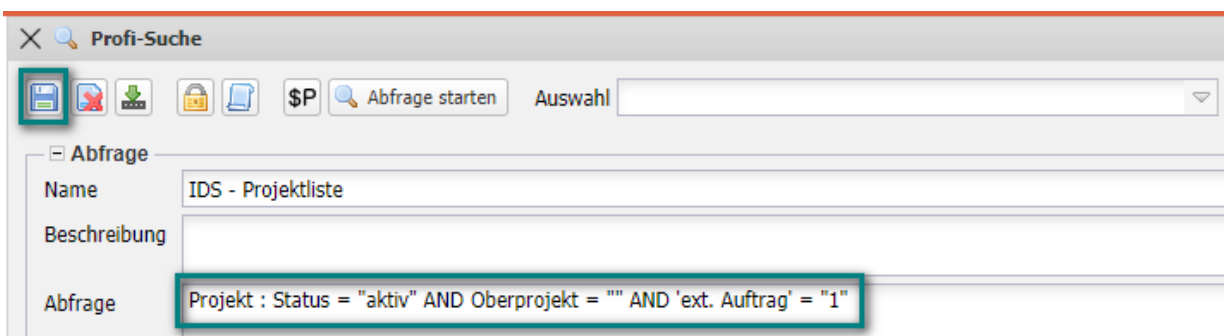 Profi-Suche
$P Abfrage starten Auswahl
Abfrage
Name IDS - Projektliste
Beschreibung
Abfrage Projekt : Status = "aktiv" AND Oberprojekt = "" AND 'ext. Auftrag' = "1"